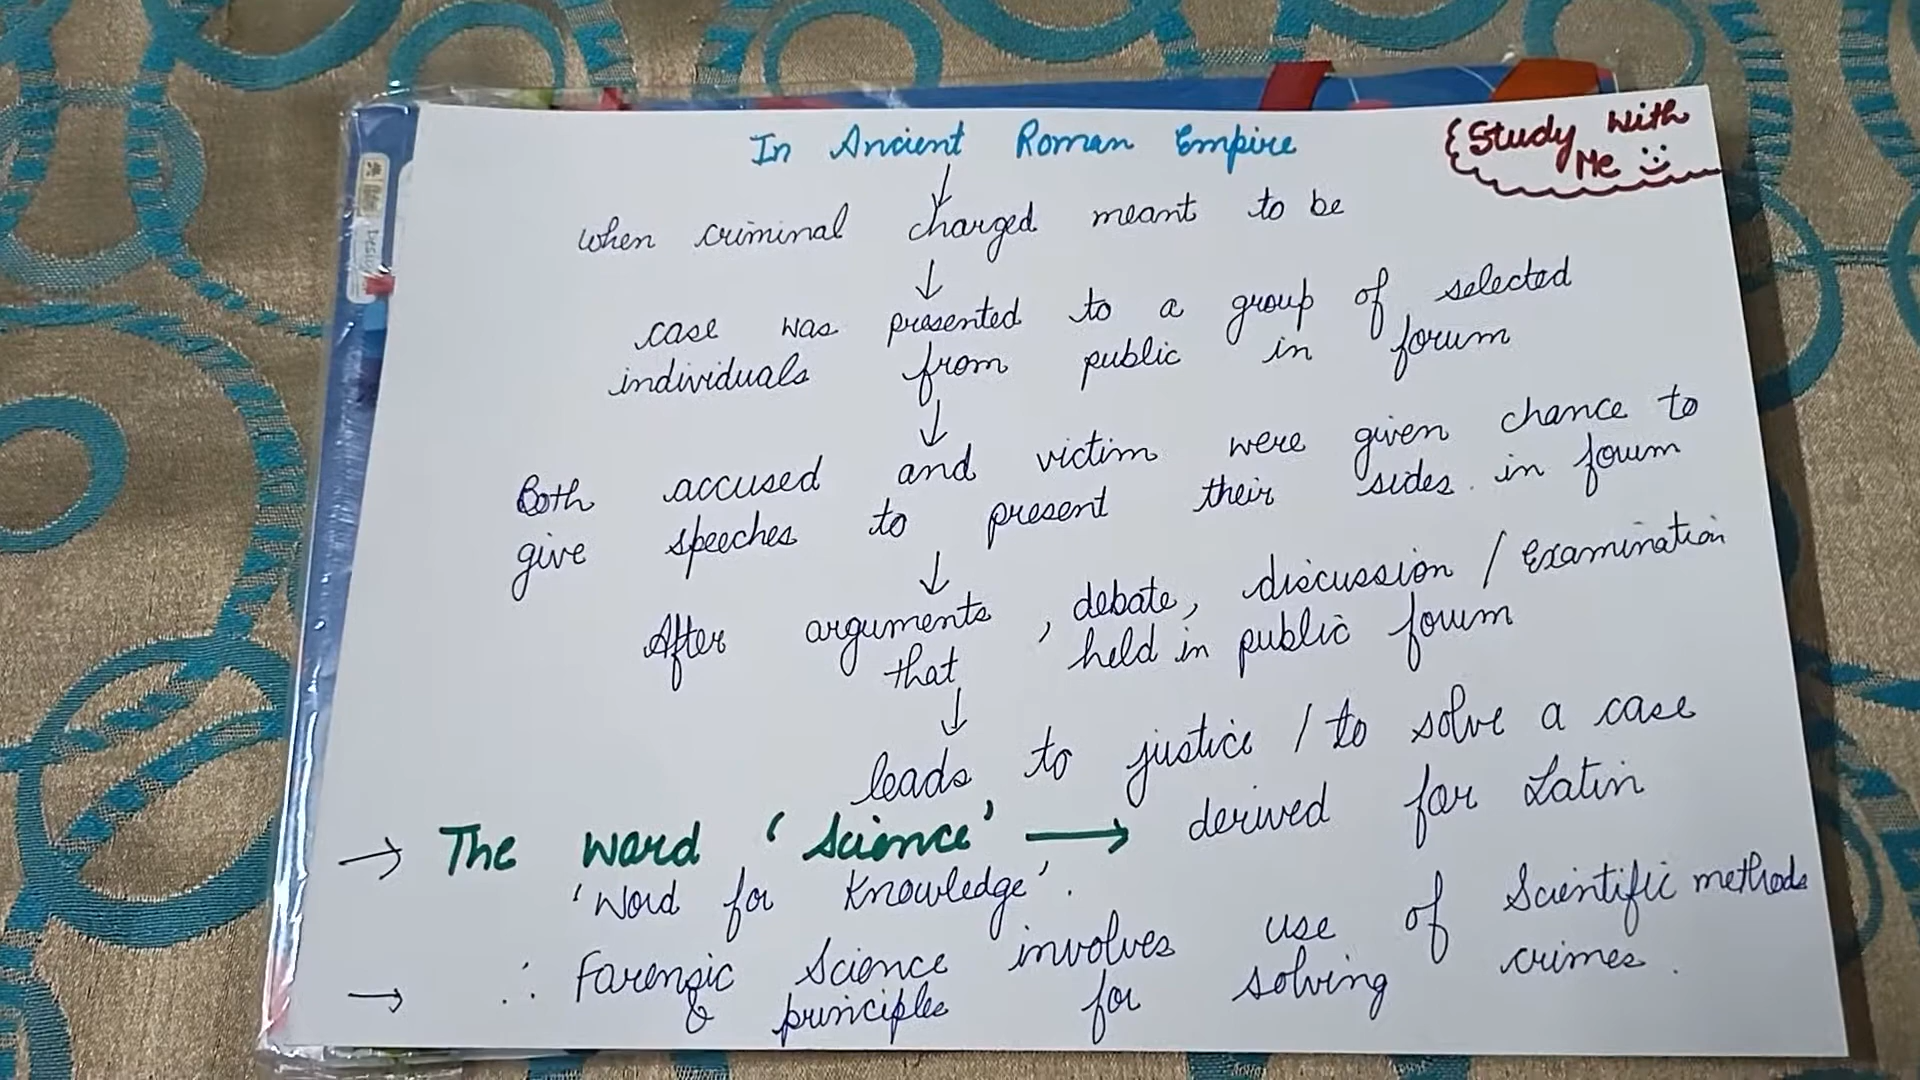 In Ancient Roman Empire
{Study With
Me
↓
when criminal charged meant to be
↓
case was presented to a group of selected
individuals from public in forum
↓
Both accused and victim were given chance to
give speeches to present their sides. in forum
↓
After arguments, debate, discussion / Examination
that held in public forum
↓
leads to justice / to solve a case
→ The word 'Science' → derived for Latin
'Word for Knowledge'.
→ ∴ Forensic Science involves use of Scientific methods
& principles for solving crimes.